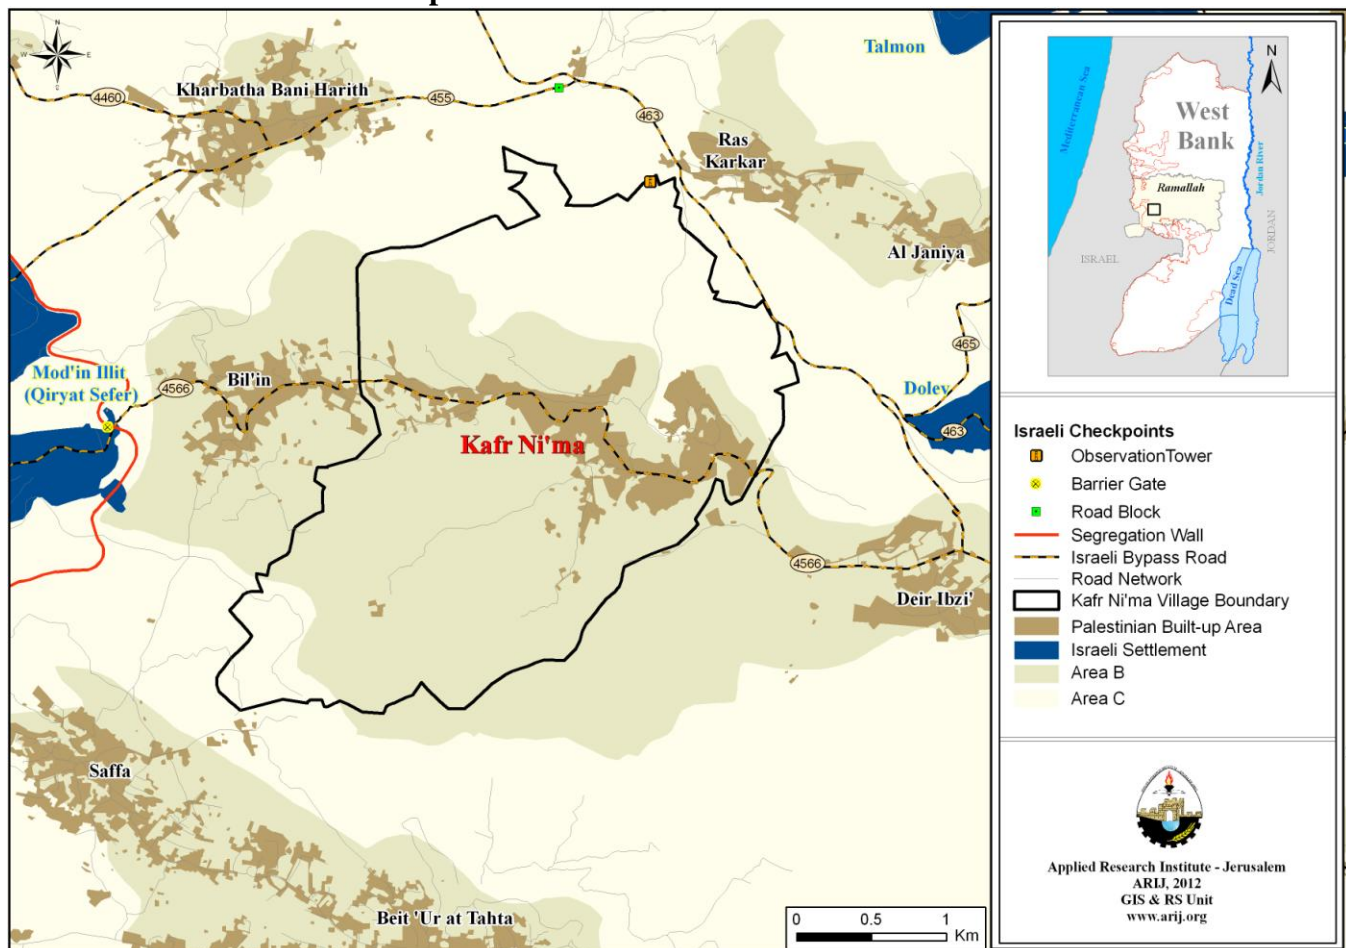 N
W
E
S
Talmon
Kharbatha Bani Harith
4460
455
463
Ras
Karkar
Al Janiya
465
Mod'in Illit
(Qiryat Sefer)
4566
Bil'in
Doley
463
Kafr Ni'ma
4566
Deir Ibzi'
Saffa
Beit 'Ur at Tahta
0
0.5
1
Km
N
Mediterranean Sea
West
Bank
Jordan River
Ramallah
JORDAN
ISRAEL
Dead Sea
Israeli Checkpoints
ObservationTower
Barrier Gate
Road Block
Segregation Wall
Israeli Bypass Road
Road Network
Kafr Ni'ma Village Boundary
Palestinian Built-up Area
Israeli Settlement
Area B
Area C
Applied Research Institute - Jerusalem
ARIJ, 2012
GIS & RS Unit
www.arij.org